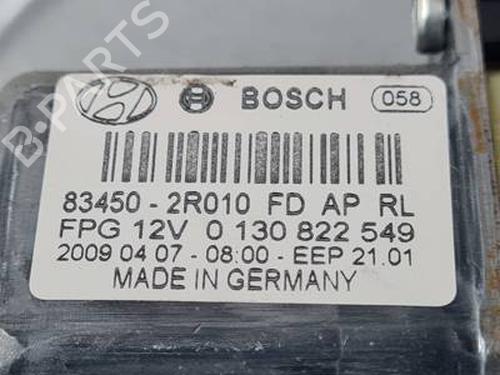 BOSCH 058
83450 - 2R010 FD AP RL
FPG 12V 0 130 822 549
2009 04 07 - 08:00 - EEP 21.01
MADE IN GERMANY
B-PARTS